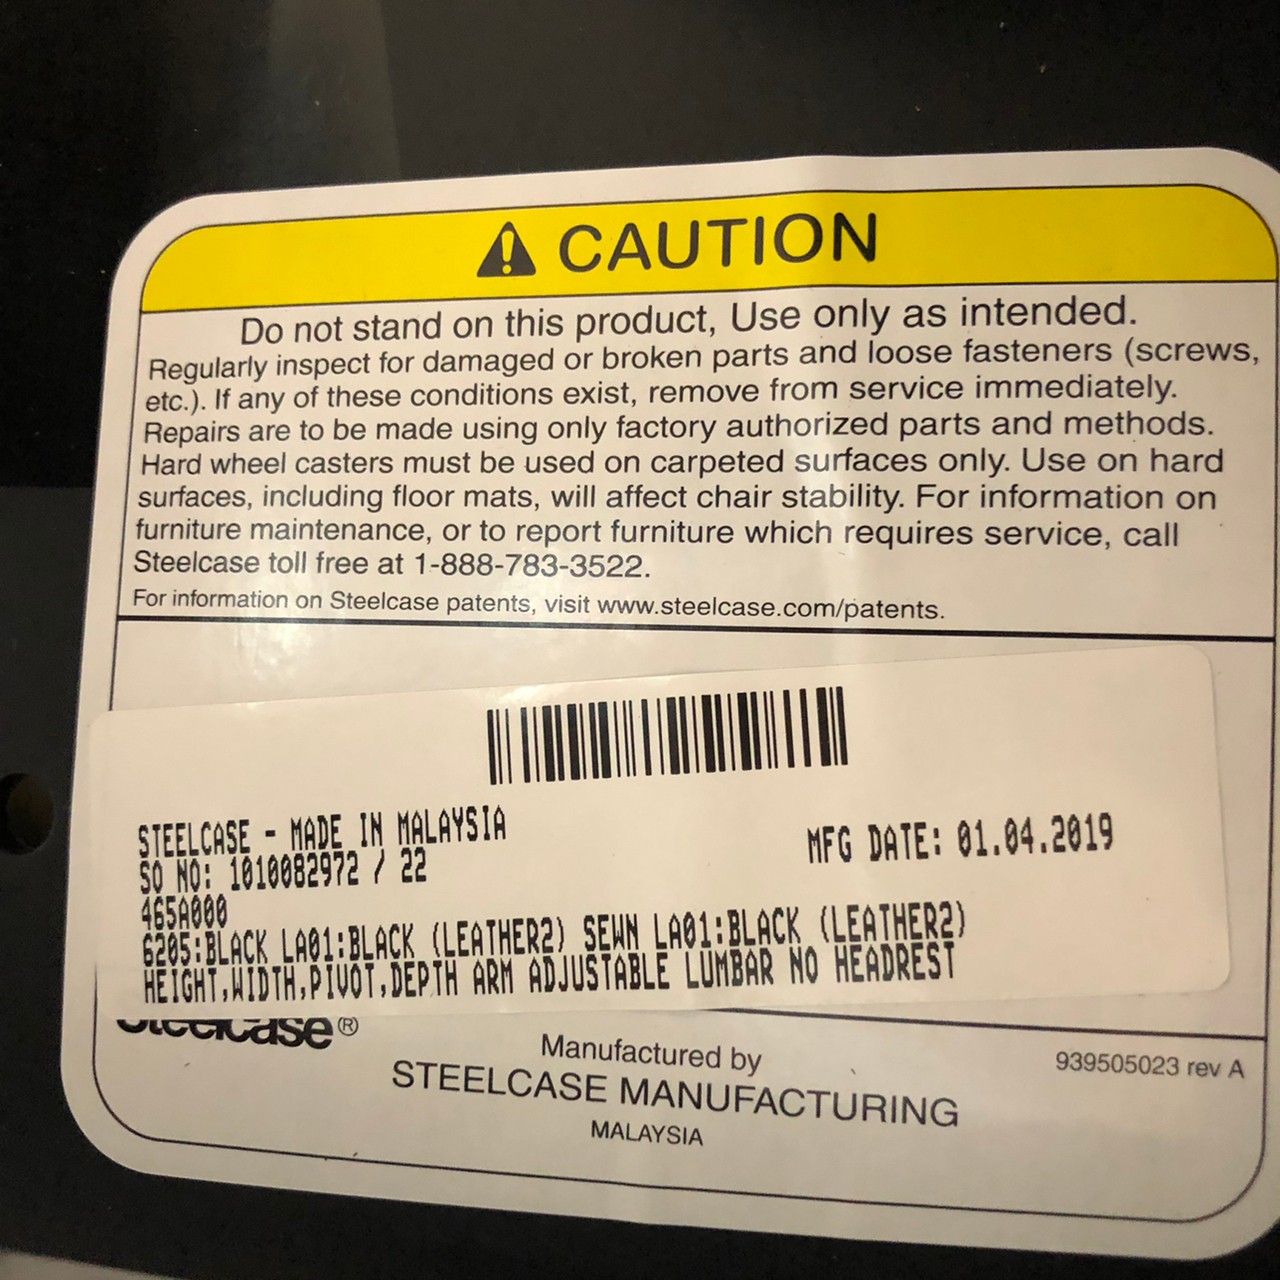 CAUTION
Do not stand on this product, Use only as intended.
Regularly inspect for damaged or broken parts and loose fasteners (screws,
etc.). If any of these conditions exist, remove from service immediately.
Repairs are to be made using only factory authorized parts and methods.
Hard wheel casters must be used on carpeted surfaces only. Use on hard
surfaces, including floor mats, will affect chair stability. For information on
furniture maintenance, or to report furniture which requires service, call
Steelcase toll free at 1-888-783-3522.
For information on Steelcase patents, visit www.steelcase.com/patents.
STEELCASE - MADE IN MALAYSIA
MFG DATE: 01.04.2019
SO NO: 1010082972 / 22
465A000
6205:BLACK LA01:BLACK (LEATHER2) SEWN LA01:BLACK (LEATHER2)
HEIGHT,WIDTH,PIVOT,DEPTH ARM ADJUSTABLE LUMBAR NO HEADREST
Steelcase®
Manufactured by
939505023 rev A
STEELCASE MANUFACTURING
MALAYSIA